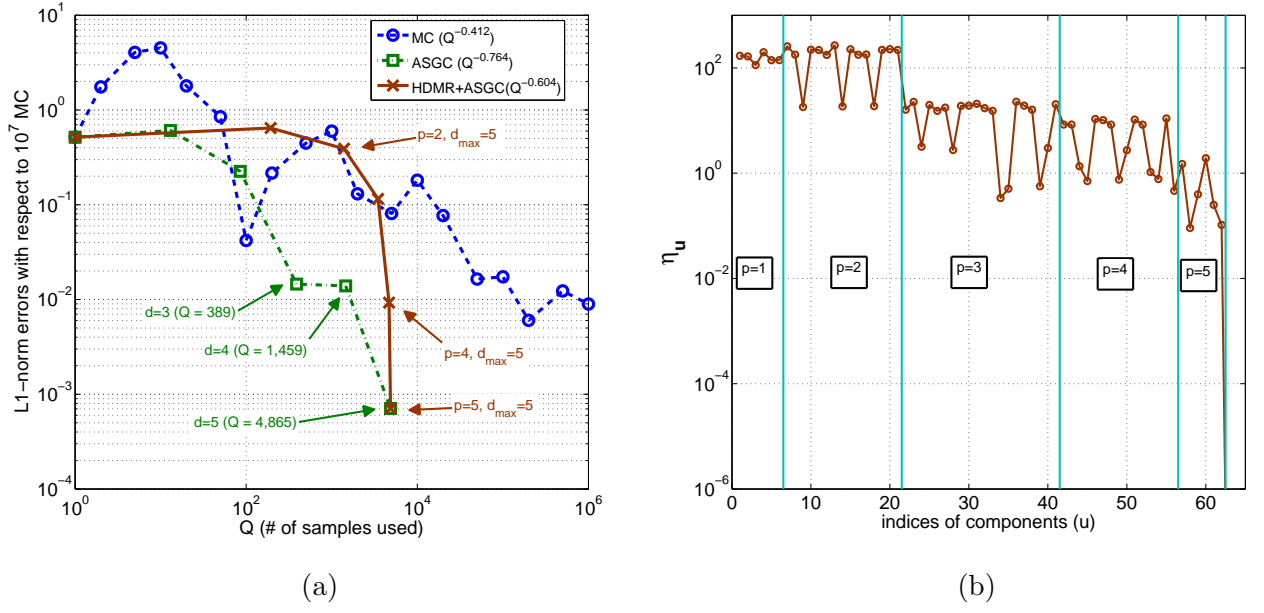 L1−norm errors with respect to 10^7 MC
10^1
10^0
10^−1
10^−2
10^−3
10^−4
MC (Q^−0.412)
ASGC (Q^−0.764)
HDMR+ASGC(Q^−0.604)
p=2, d_max=5
d=3 (Q = 389)
d=4 (Q = 1,459)
p=4, d_max=5
p=5, d_max=5
d=5 (Q = 4,865)
10^0
10^2
10^4
10^6
Q (# of samples used)
(a)
η_u
10^2
10^0
10^−2
10^−4
10^−6
p=1
p=2
p=3
p=4
p=5
0
10
20
30
40
50
60
indices of components (u)
(b)